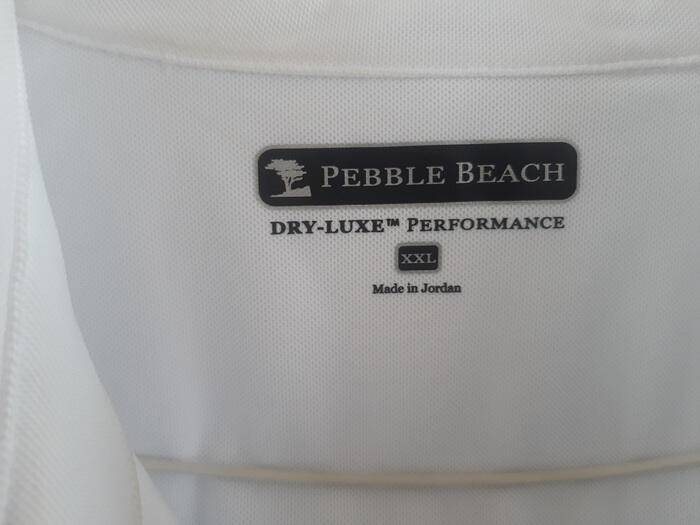 PEBBLE BEACH
DRY-LUXE™ PERFORMANCE
XXL
Made in Jordan